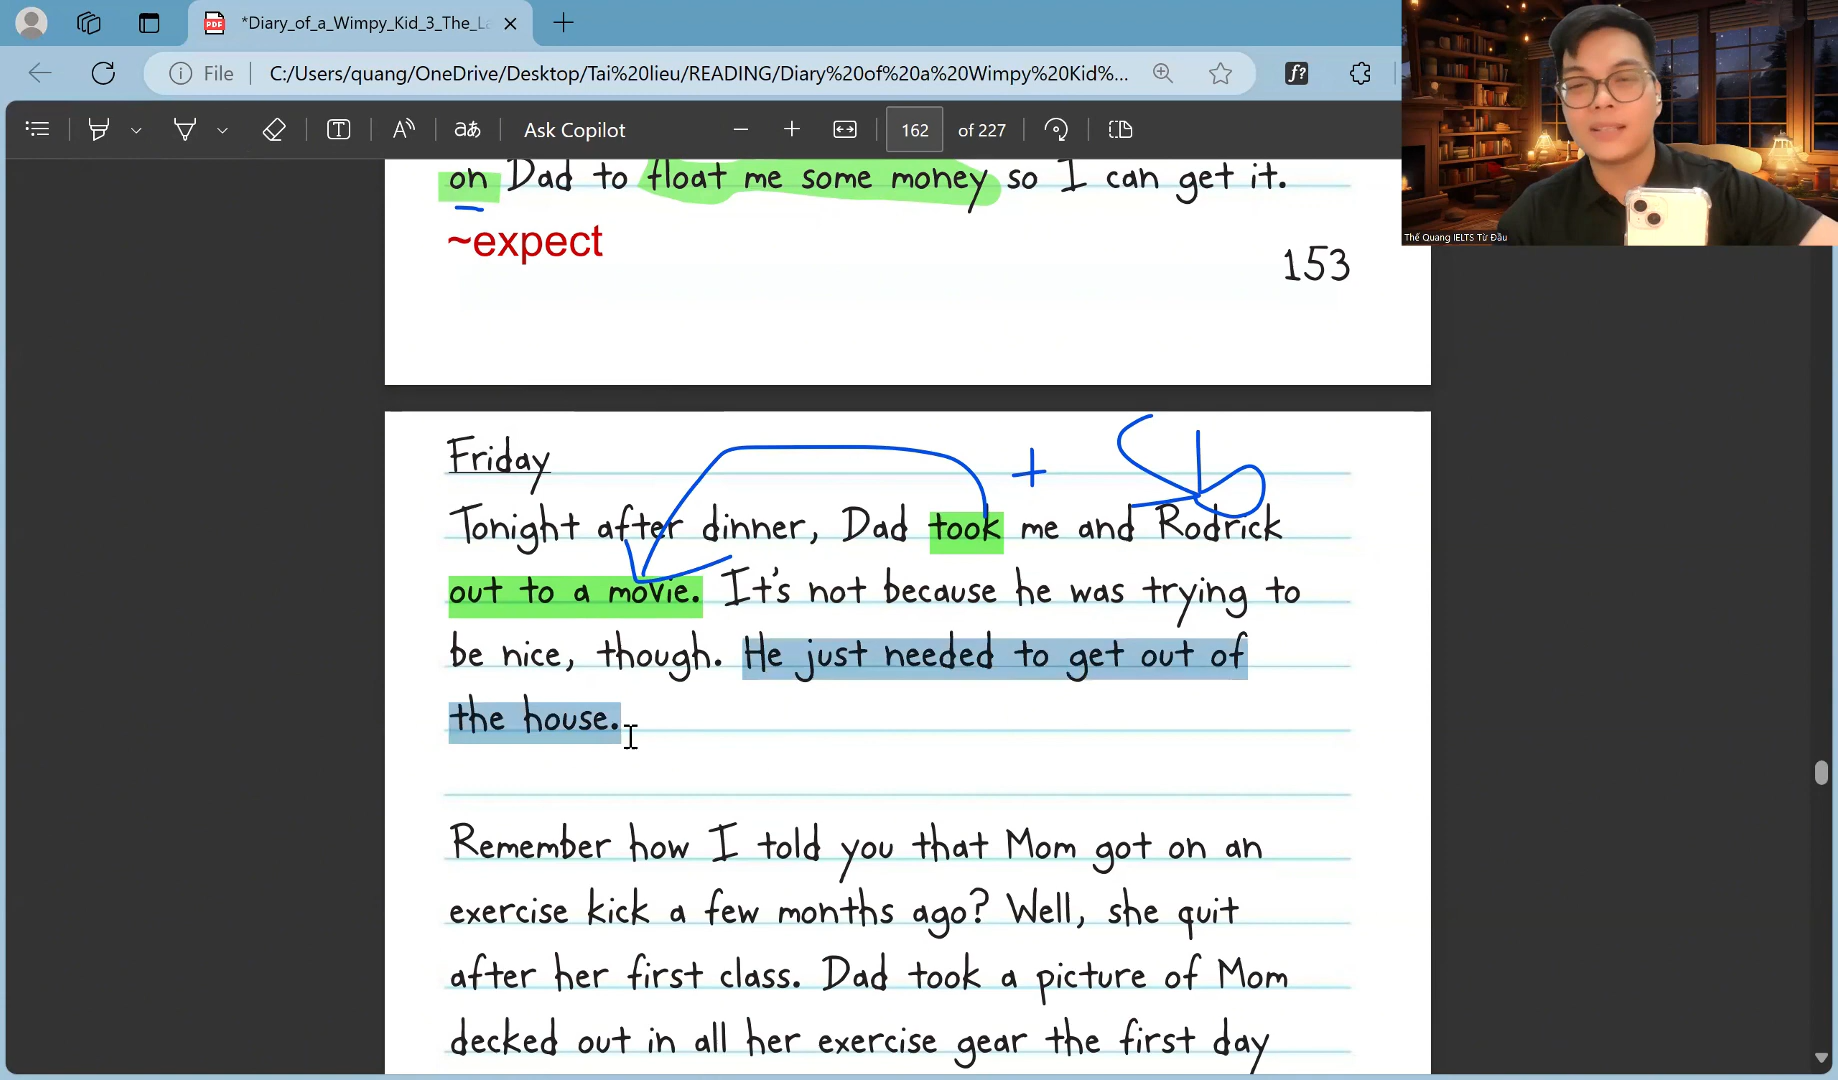 *Diary_of_a_Wimpy_Kid_3_The_La
File C:/Users/quang/OneDrive/Desktop/Tai%20lieu/READING/Diary%20of%20a%20Wimpy%20Kid%...
Ask Copilot 162 of 227
on Dad to float me some money so I can get it.
~expect
153
Thế Quang IELTS Từ Đầu
Friday
+ Sb
Tonight after dinner, Dad took me and Rodrick
out to a movie. It's not because he was trying to
be nice, though. He just needed to get out of
the house.
Remember how I told you that Mom got on an
exercise kick a few months ago? Well, she quit
after her first class. Dad took a picture of Mom
decked out in all her exercise gear the first day